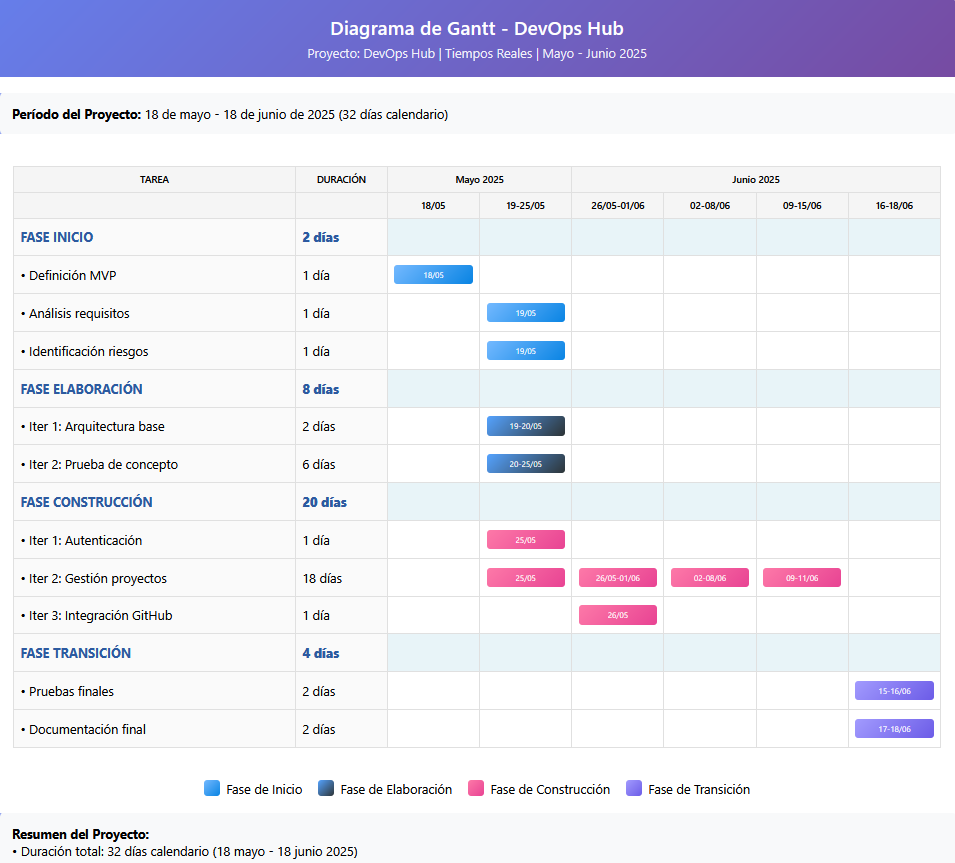 Diagrama de Gantt - DevOps Hub
Proyecto: DevOps Hub | Tiempos Reales | Mayo - Junio 2025
Período del Proyecto: 18 de mayo - 18 de junio de 2025 (32 días calendario)
TAREA DURACIÓN Mayo 2025 Junio 2025
18/05 19-25/05 26/05-01/06 02-08/06 09-15/06 16-18/06
FASE INICIO 2 días
• Definición MVP 1 día 18/05
• Análisis requisitos 1 día 19/05
• Identificación riesgos 1 día 19/05
FASE ELABORACIÓN 8 días
• Iter 1: Arquitectura base 2 días 19-20/05
• Iter 2: Prueba de concepto 6 días 20-25/05
FASE CONSTRUCCIÓN 20 días
• Iter 1: Autenticación 1 día 25/05
• Iter 2: Gestión proyectos 18 días 25/05 26/05-01/06 02-08/06 09-11/06
• Iter 3: Integración GitHub 1 día 26/05
FASE TRANSICIÓN 4 días
• Pruebas finales 2 días 15-16/06
• Documentación final 2 días 17-18/06
Fase de Inicio Fase de Elaboración Fase de Construcción Fase de Transición
Resumen del Proyecto:
• Duración total: 32 días calendario (18 mayo - 18 junio 2025)